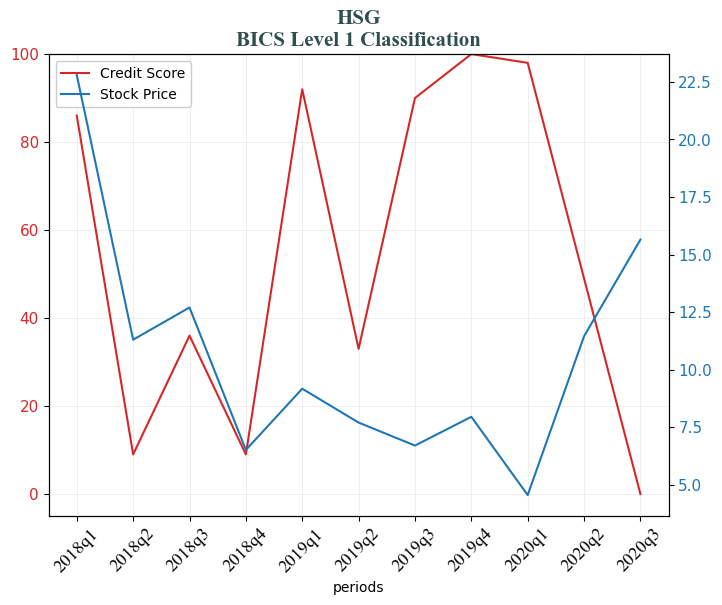 HSG
BICS Level 1 Classification
Credit Score
Stock Price
100
80
60
40
20
0
22.5
20.0
17.5
15.0
12.5
10.0
7.5
5.0
2018q1
2018q2
2018q3
2018q4
2019q1
2019q2
2019q3
2019q4
2020q1
2020q2
2020q3
periods